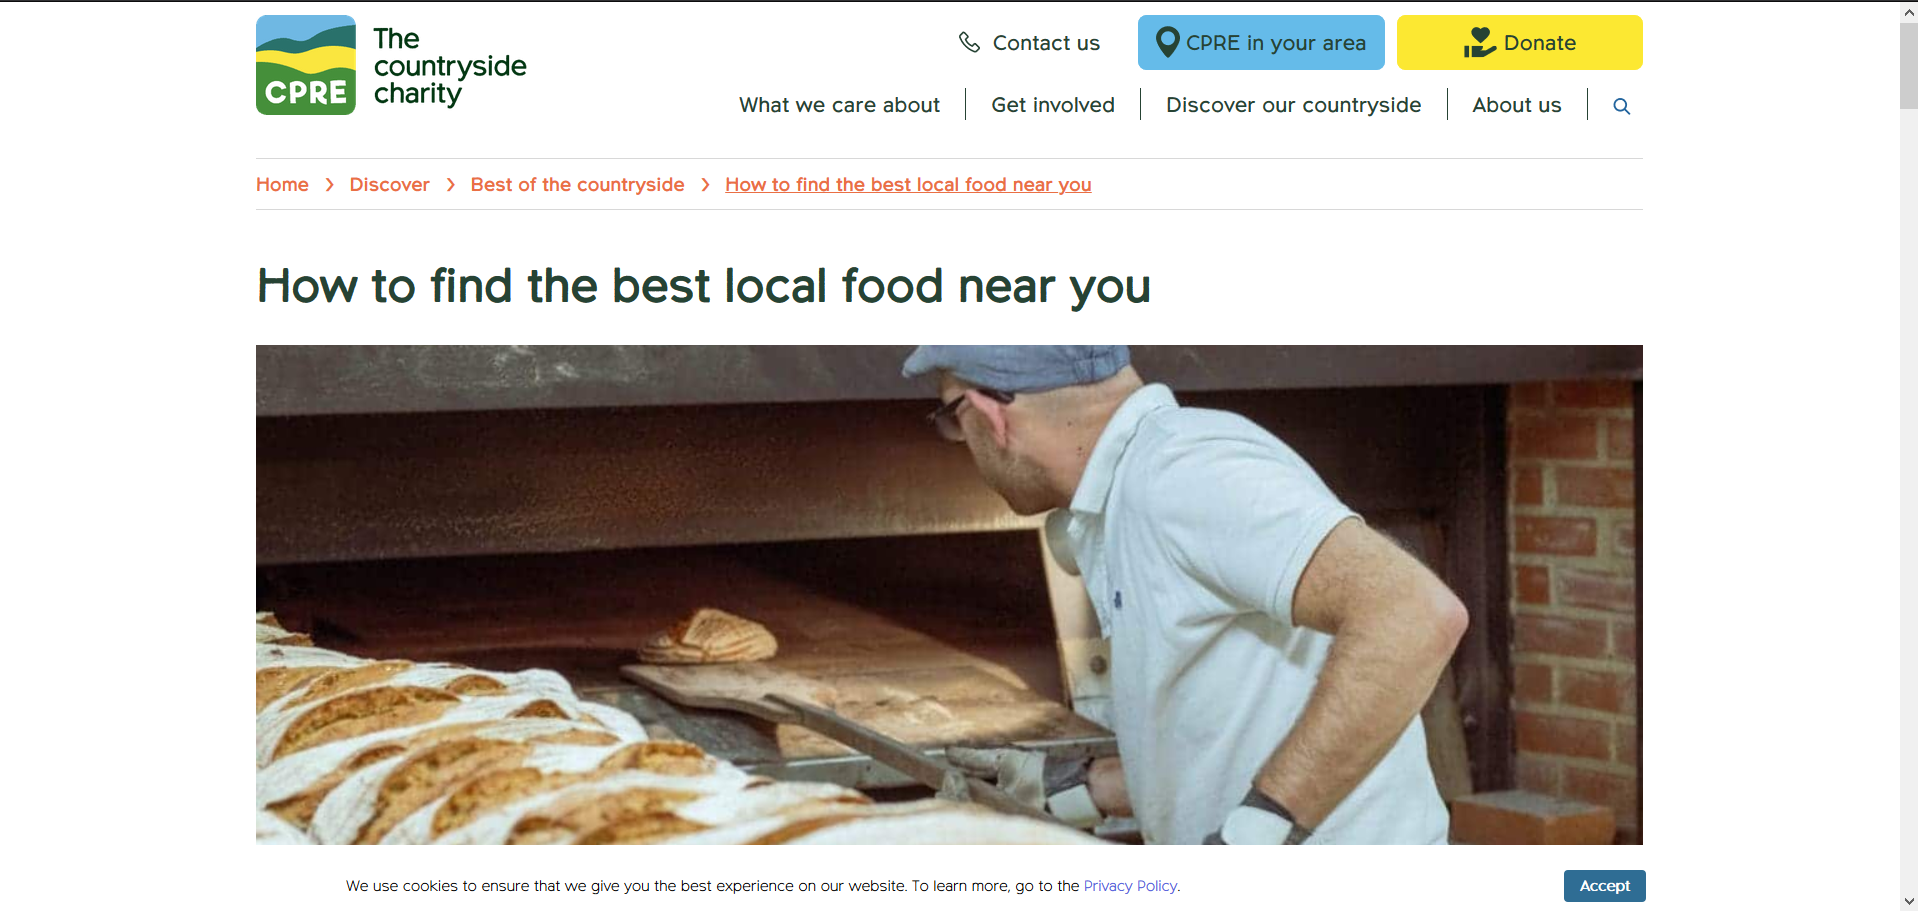 CPRE
The
countryside
charity
Contact us
CPRE in your area
Donate
What we care about
Get involved
Discover our countryside
About us
Home > Discover > Best of the countryside > How to find the best local food near you
How to find the best local food near you
We use cookies to ensure that we give you the best experience on our website. To learn more, go to the Privacy Policy.
Accept